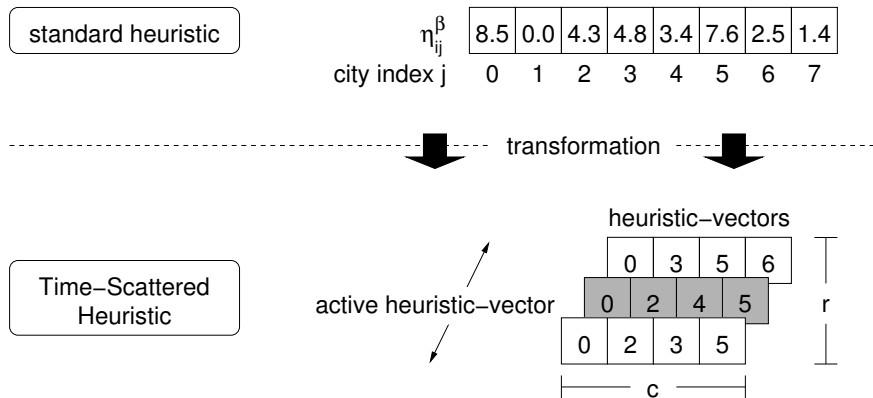 standard heuristic
η_ij^β 8.5 0.0 4.3 4.8 3.4 7.6 2.5 1.4
city index j 0 1 2 3 4 5 6 7
transformation
heuristic−vectors
0 3 5 6
Time−Scattered
Heuristic
active heuristic−vector 0 2 4 5
r
0 2 3 5
c